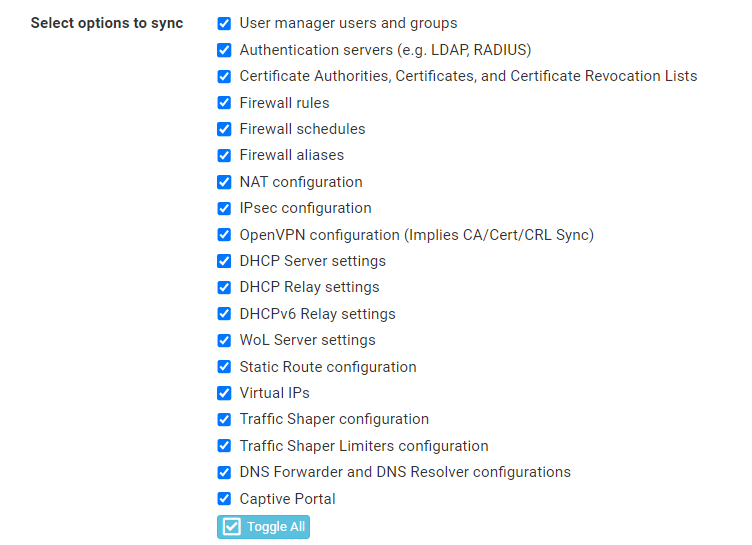 Select options to sync
User manager users and groups
Authentication servers (e.g. LDAP, RADIUS)
Certificate Authorities, Certificates, and Certificate Revocation Lists
Firewall rules
Firewall schedules
Firewall aliases
NAT configuration
IPsec configuration
OpenVPN configuration (Implies CA/Cert/CRL Sync)
DHCP Server settings
DHCP Relay settings
DHCPv6 Relay settings
WoL Server settings
Static Route configuration
Virtual IPs
Traffic Shaper configuration
Traffic Shaper Limiters configuration
DNS Forwarder and DNS Resolver configurations
Captive Portal
Toggle All